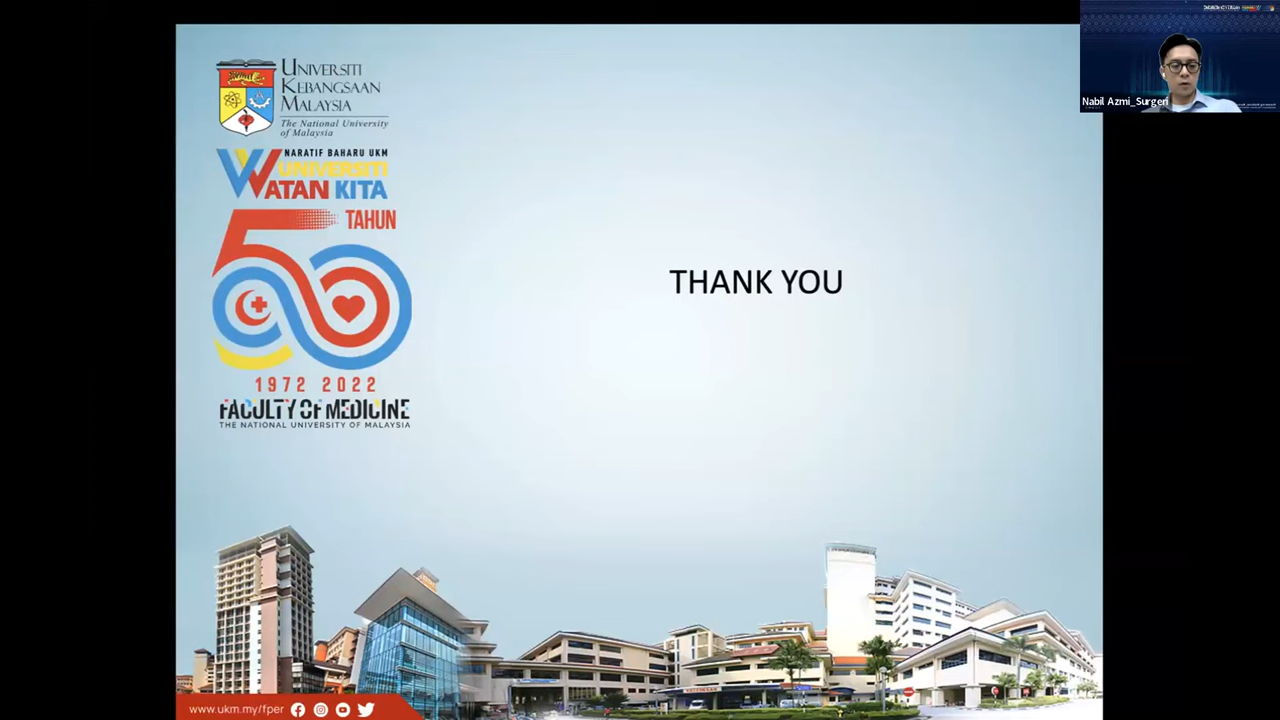 UNIVERSITI
KEBANGSAAN
MALAYSIA
The National University
of Malaysia
NARATIF BAHARU UKM
UNIVERSITI
WATAN KITA
50 TAHUN
1972 2022
FACULTY OF MEDICINE
THE NATIONAL UNIVERSITY OF MALAYSIA
THANK YOU
www.ukm.my/fper
Nabil Azmi_Surgeri